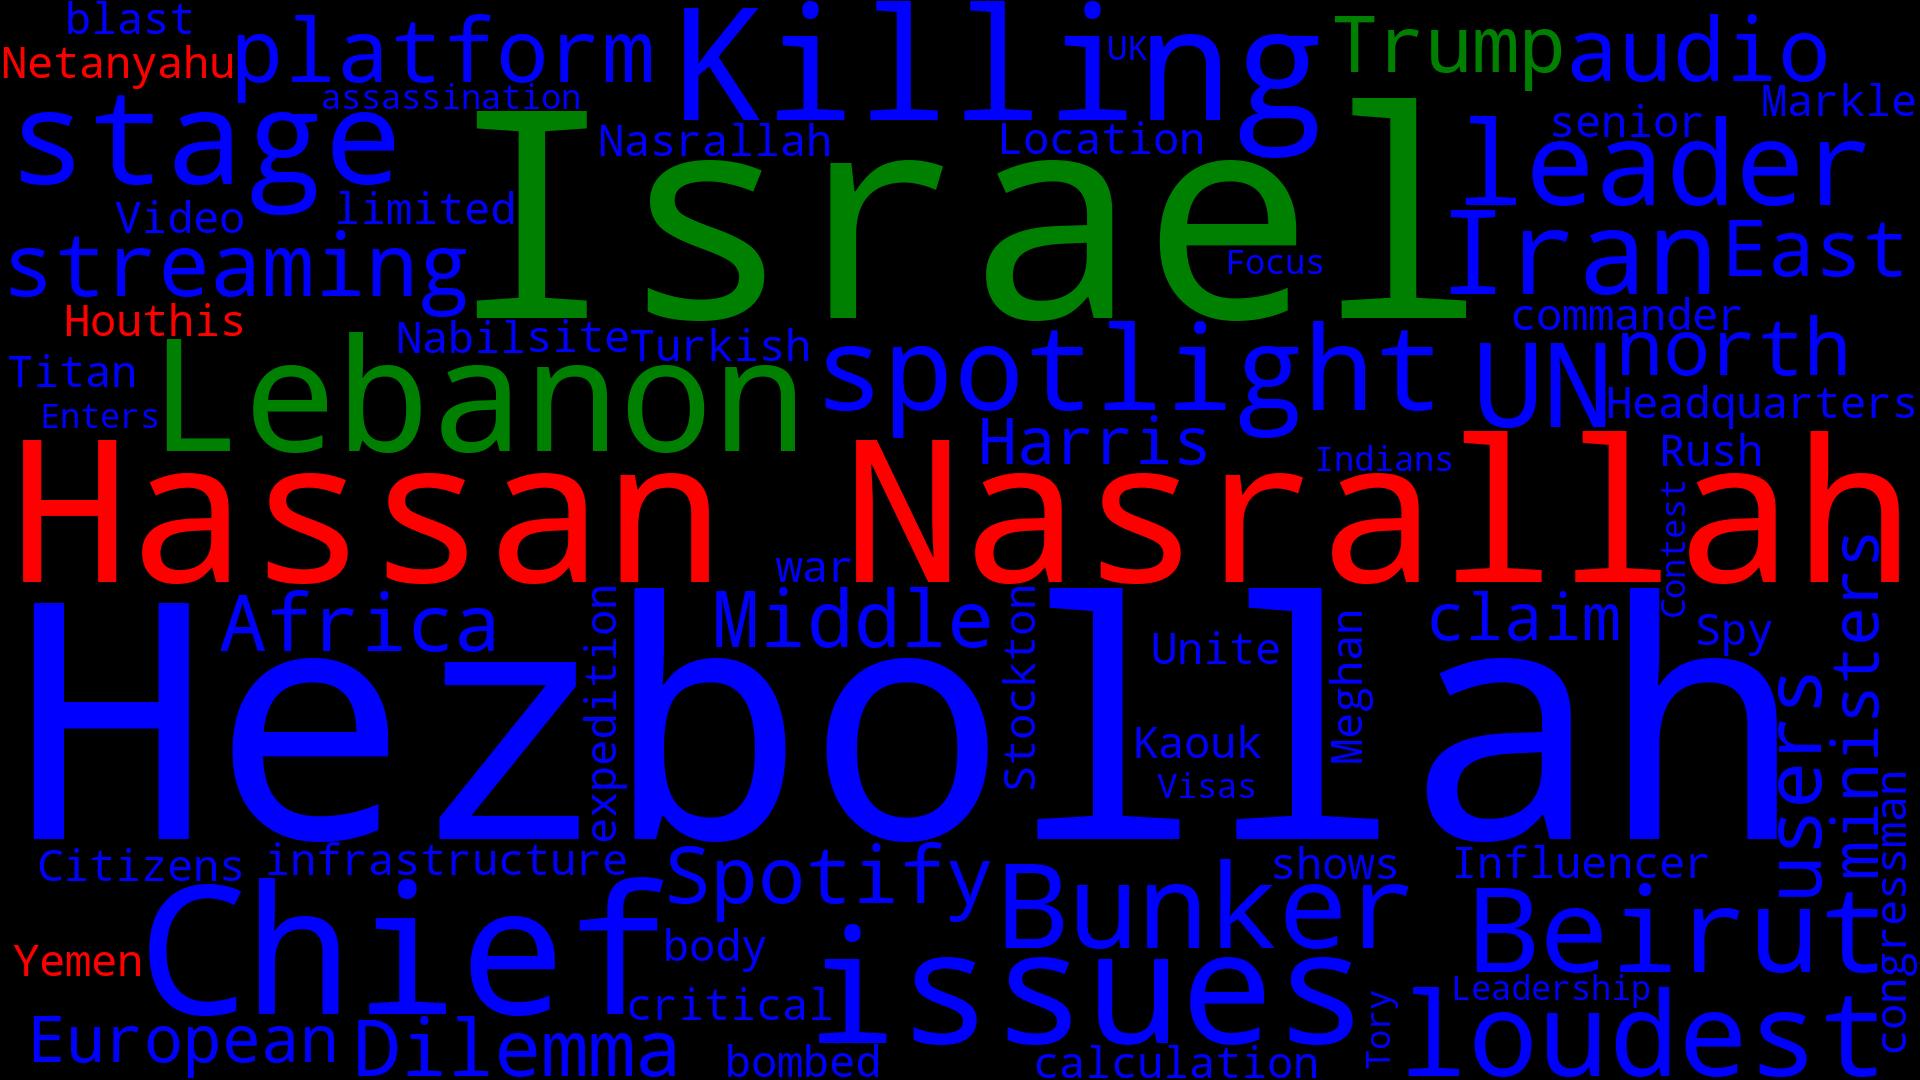 blast
Netanyahu
platform
Killing
UK
Trump
audio
Markle
assassination
stage
Israel
Nasrallah
Location
senior
leader
Video
limited
streaming
Focus
Iran
East
Houthis
Nabilsite
Turkish
spotlight
commander
UN
north
Titan
Enters
Lebanon
Headquarters
Harris
Indians
Rush
Hassan Nasrallah
Contest
war
Africa
expedition
Middle
Stockton
Unite
Meghan
claim
Spy
ministers
Hezbollah
Kaouk
Visas
users
congressman
Citizens
infrastructure
Spotify
Bunker
shows
Influencer
Chief
Beirut
Yemen
body
issues
critical
Leadership
European
Dilemma
bombed
calculation
Tory
loudest